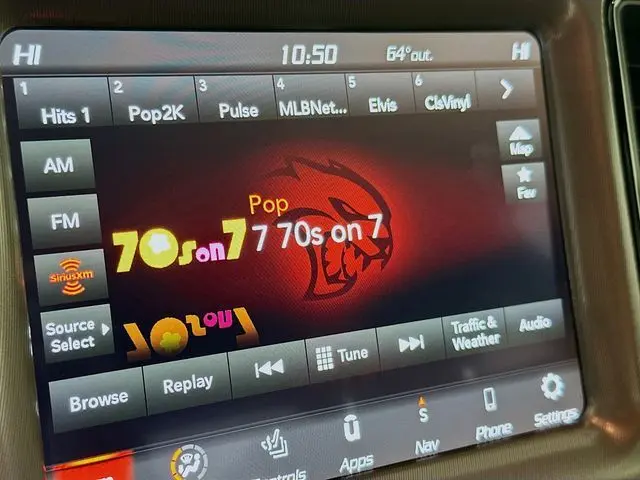 HI 10:50 64°out. HI
1 2 3 4 5 6
Hits 1 Pop2K Pulse MLBNet... Elvis ClsVinyl
AM
Map
FM
Fav
Pop
70s on 7 7 70s on 7
SiriusXM
Source
Select
Browse Replay Tune Traffic &
Weather Audio
Apps
S
Nav
Phone
Settings